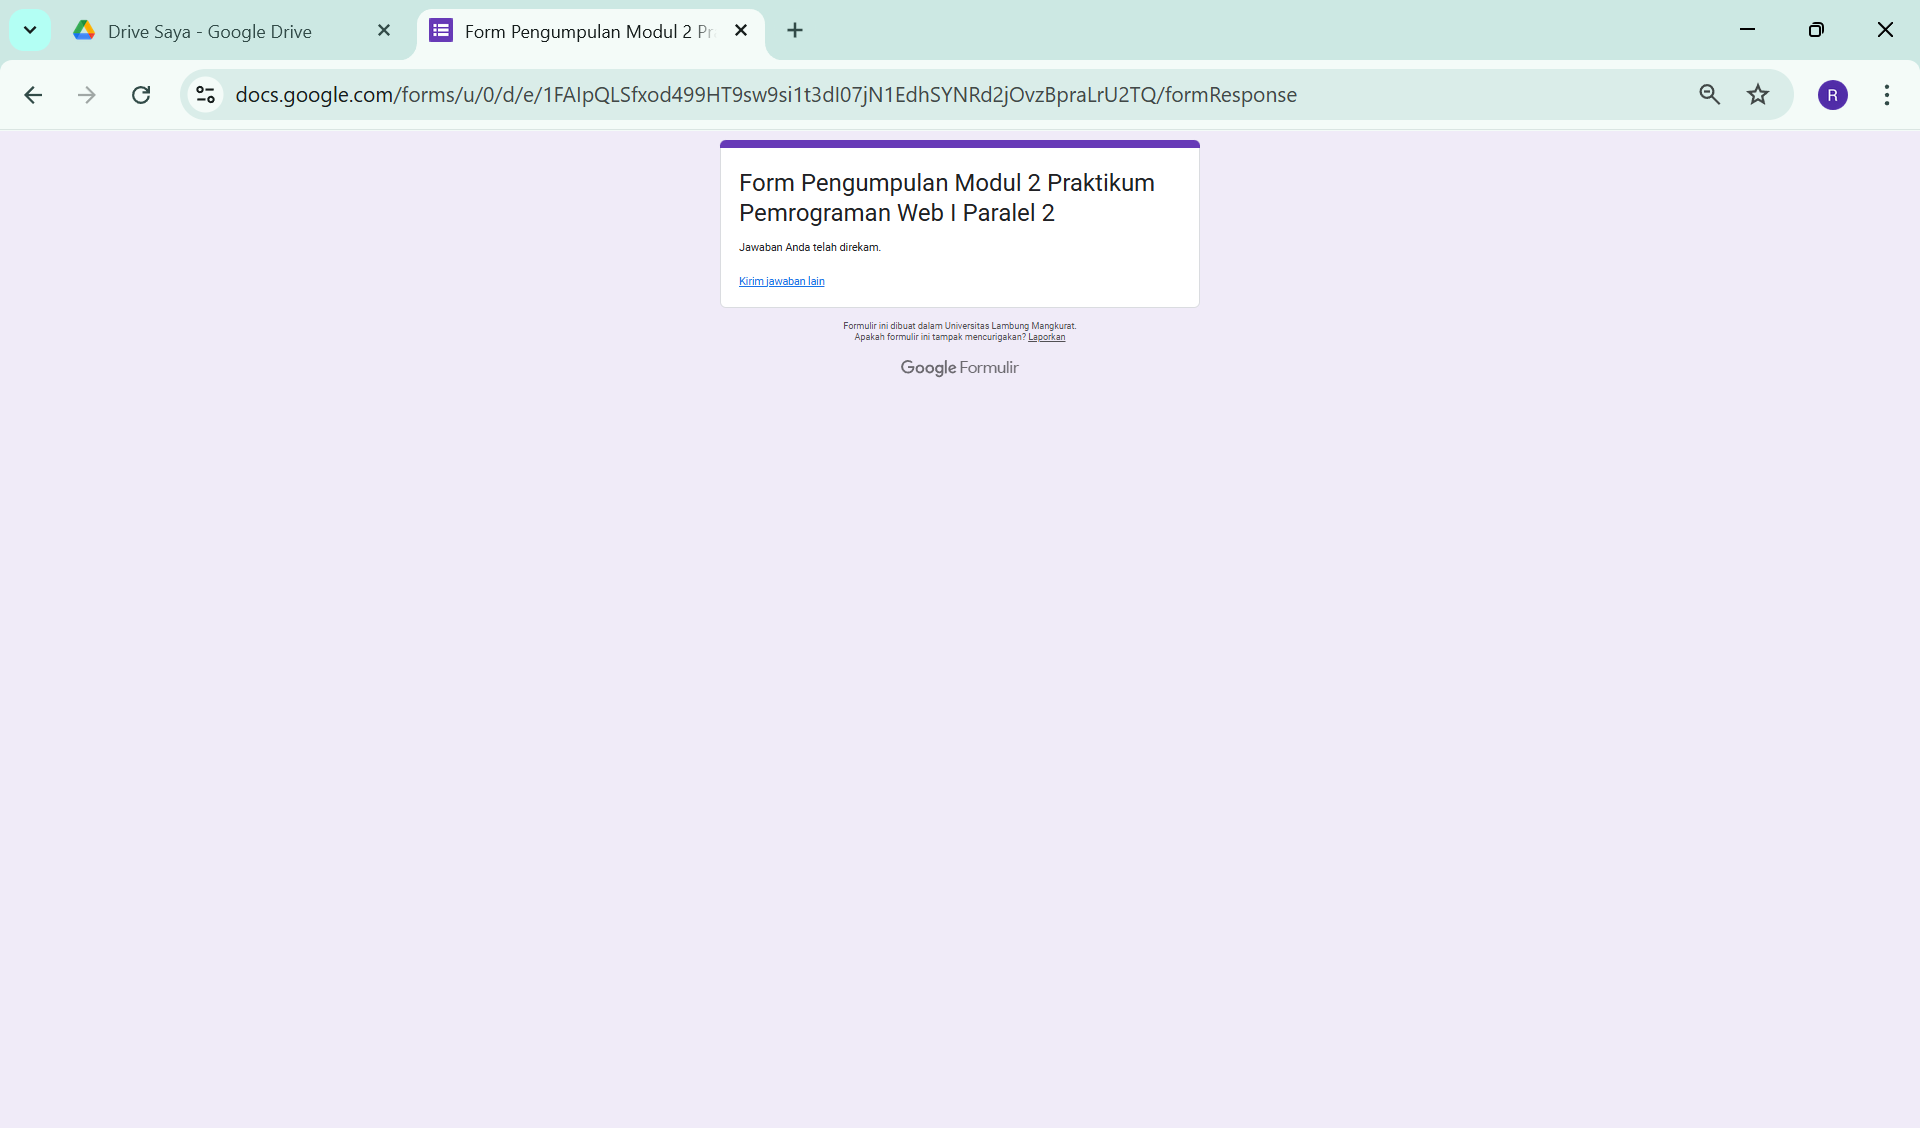 Drive Saya - Google Drive
Form Pengumpulan Modul 2 Pr
docs.google.com/forms/u/0/d/e/1FAIpQLSfxod499HT9sw9si1t3dI07jN1EdhSYNRd2jOvzBpraLrU2TQ/formResponse
R
Form Pengumpulan Modul 2 Praktikum
Pemrograman Web I Paralel 2
Jawaban Anda telah direkam.
Kirim jawaban lain
Formulir ini dibuat dalam Universitas Lambung Mangkurat.
Apakah formulir ini tampak mencurigakan? Laporkan
Google Formulir